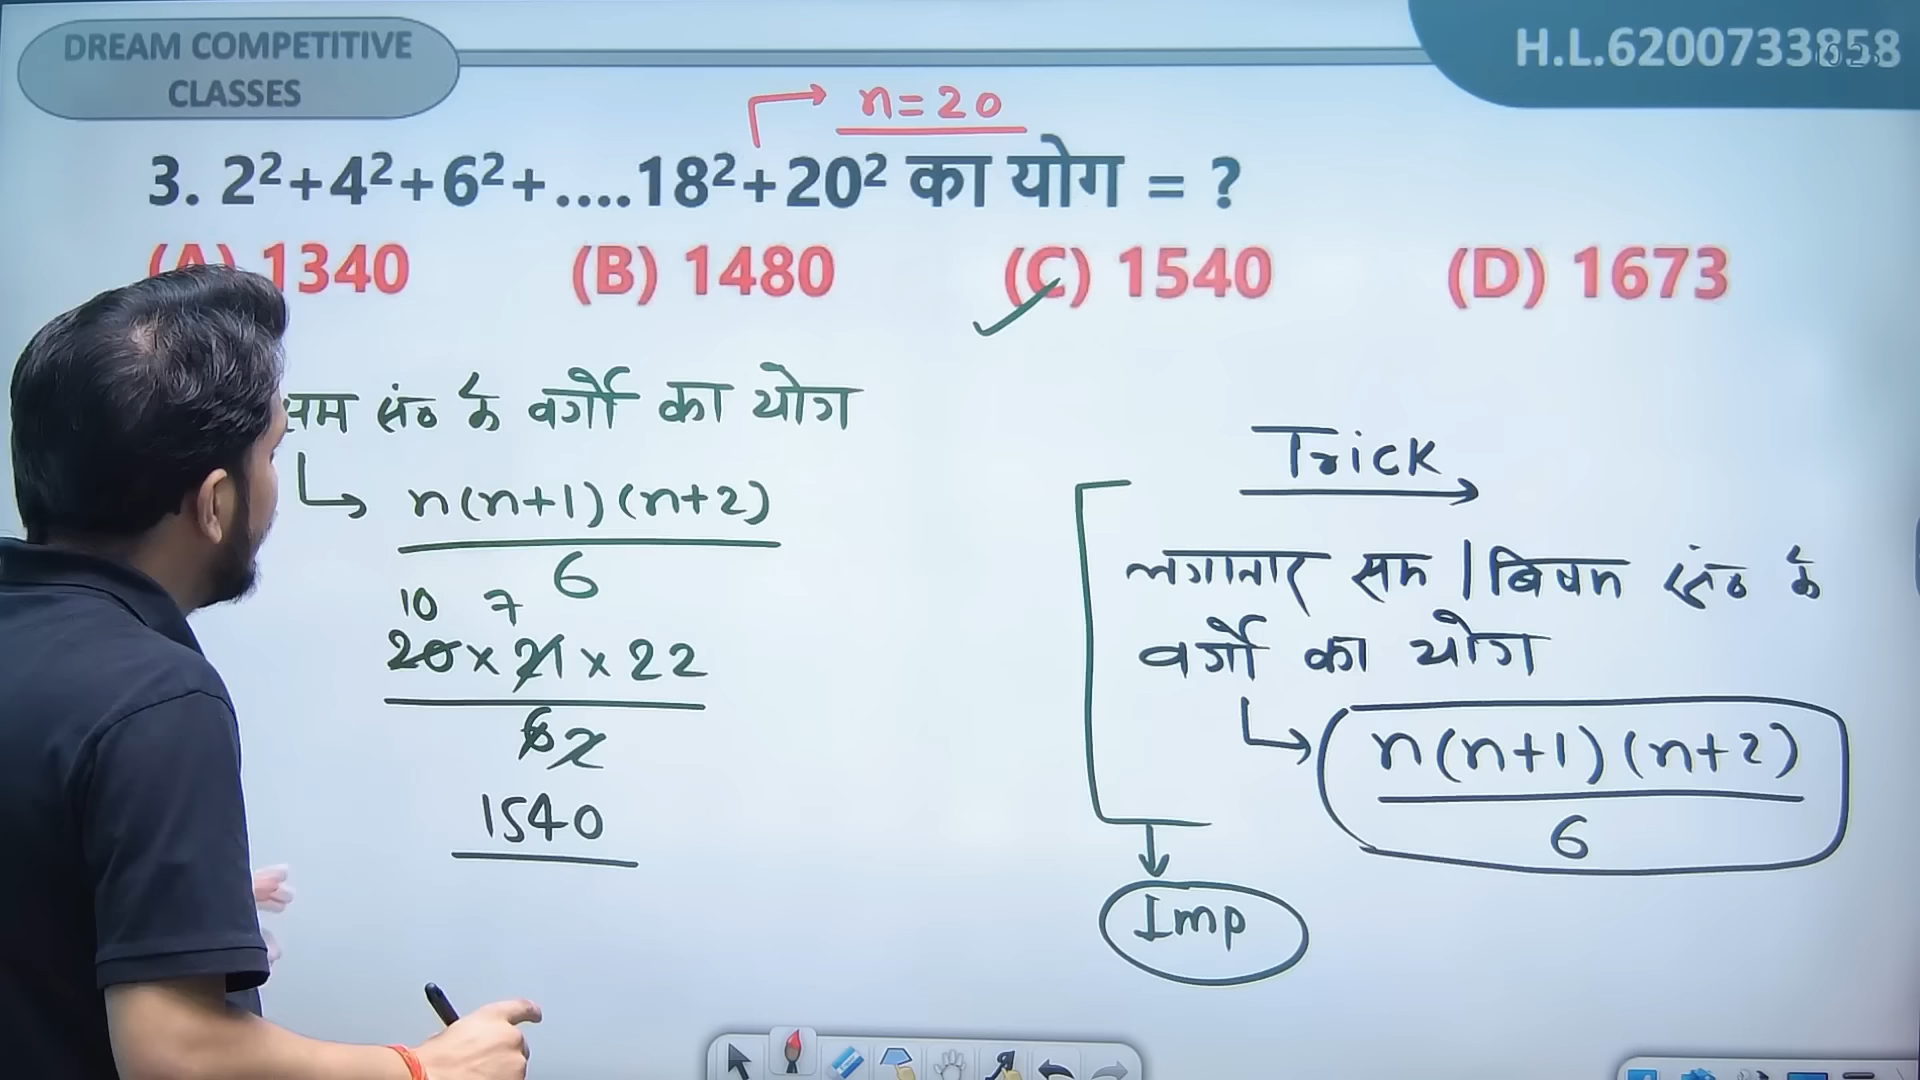 DREAM COMPETITIVE
CLASSES
H.L.6200733858
n=20
3. 2²+4²+6²+....18²+20² का योग = ?
(A) 1340 (B) 1480 (C) 1540 (D) 1673
सम सं० के वर्गों का योग
n(n+1)(n+2)
6
10 7
20×21×22
6 2
1540
Trick
लगातार सम | विषम सं० के
वर्गों का योग
n(n+1)(n+2)
6
Imp